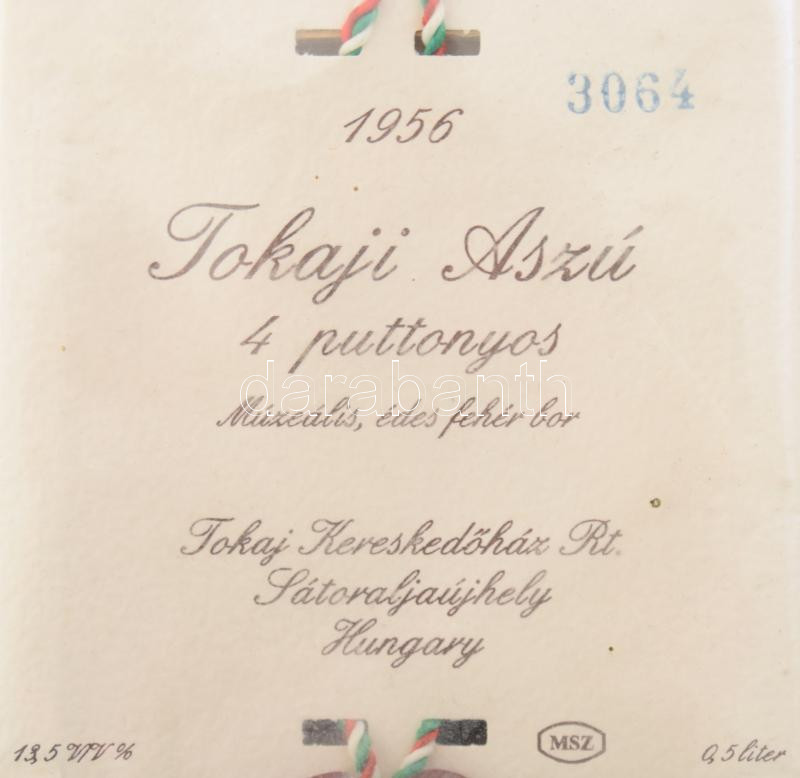 3064
1956
Tokaji Aszú
4 puttonyos
darabanth
Múzeális, édes fehér bor
Tokaj Kereskedőház Rt.
Sátoraljaújhely
Hungary
13,5 V/V %
MSZ
0,5 liter